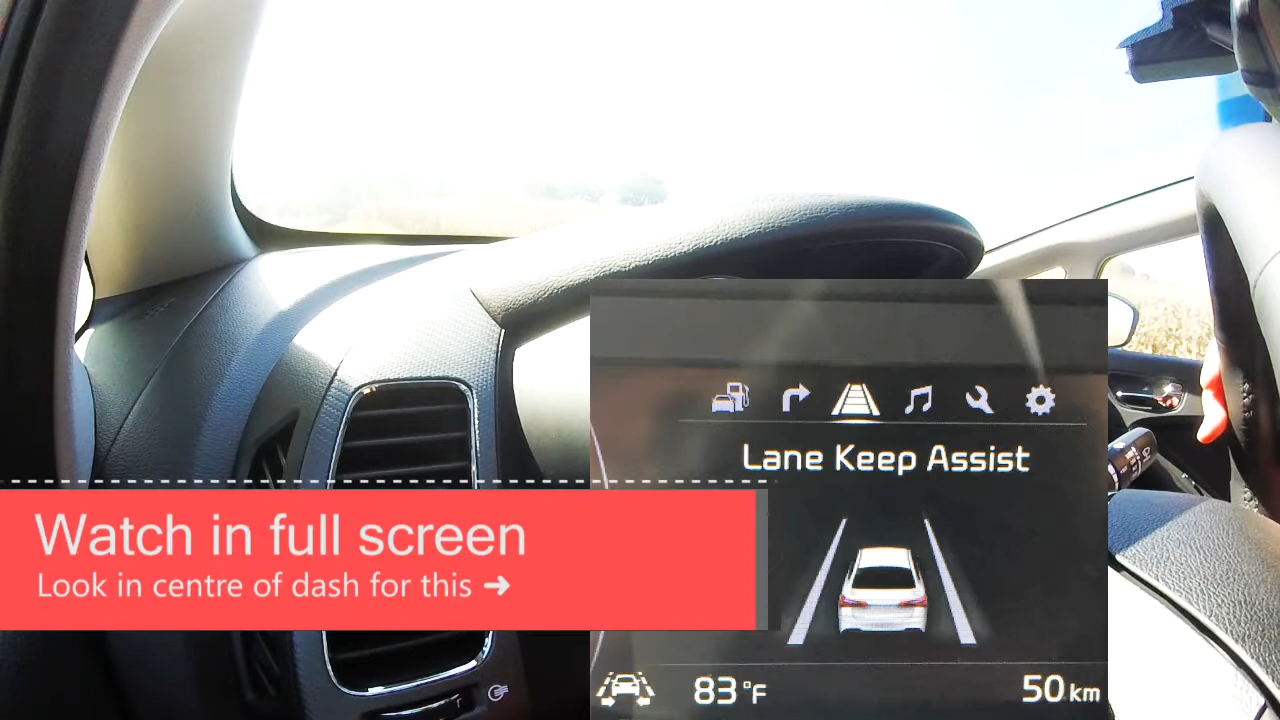 Lane Keep Assist
Watch in full screen
Look in centre of dash for this ➜
83°F
50 km